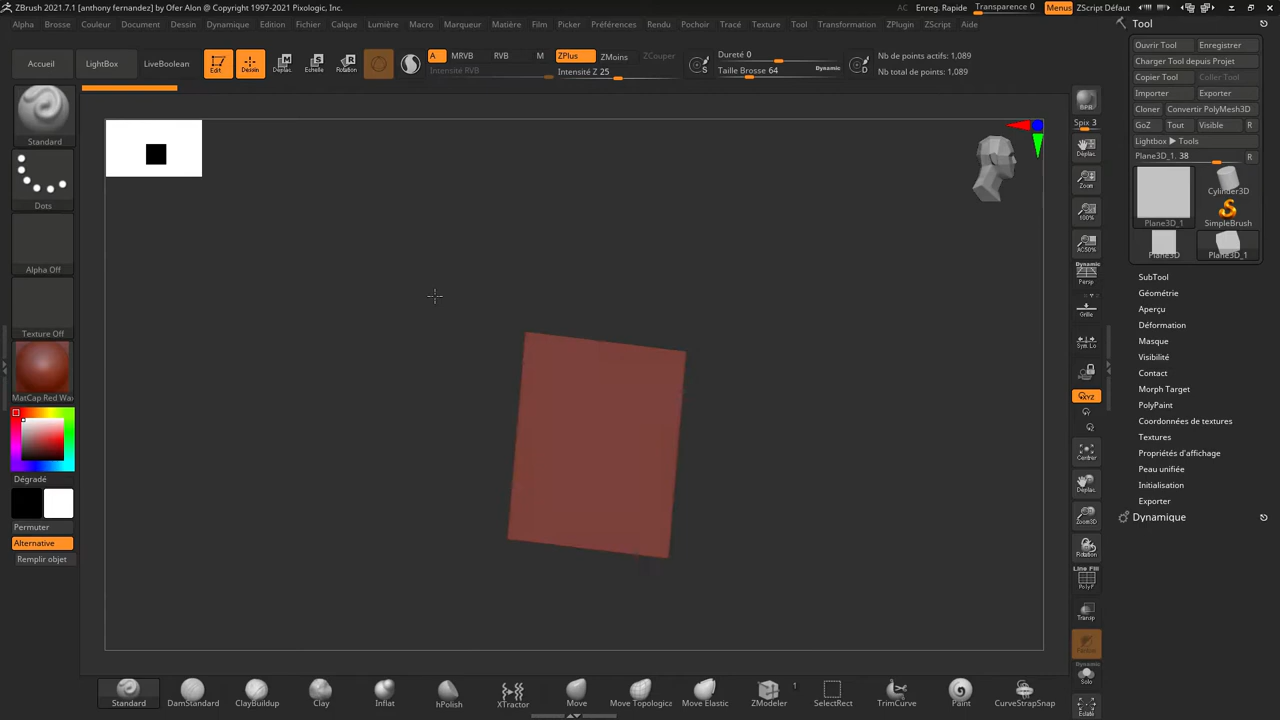 ZBrush 2021.7.1 [anthony fernandez] by Ofer Alon © 1997-2021 Pixologic, Inc.
AC Enreg. Rapide Transparence 0 Menus ZScript Défaut
Alpha Brosse Couleur Document Dessin Dynamique Edition Fichier Calque Lumière Macro Marqueur Matière Film Picker Préférences Rendu Pochoir Tracé Texture Tool Transformation ZPlugin ZScript Aide
Accueil LightBox LiveBoolean Edit Dessin Deplac. Echelle Rotation
A MRVB RVB M ZPlus ZMoins ZCouper
Intensité RVB Intensité Z 25
S Dureté 0
Taille Brosse 64 Dynamic D
Nb de points actifs: 1,089
Nb total de points: 1,089
Standard
Dots
Alpha Off
Texture Off
MatCap Red Wax
Dégradé
Permuter
Alternative
Remplir objet
BPR
Spix 3
Déplac.
Zoom
100%
AC50%
Dynamic
Persp
Grille
Sym Lo
XYZ
Centrer
Déplac.
Zoom3D
Rotation
Line Fill
PolyF
Transp
Dynamic
Solo
Eclaté
Tool
Ouvrir Tool Enregistrer
Charger Tool depuis Projet
Copier Tool Coller Tool
Importer Exporter
Cloner Convertir PolyMesh3D
GoZ Tout Visible R
Lightbox ▶ Tools
Plane3D_1. 38 R
Plane3D_1 Cylinder3D
SimpleBrush
Plane3D Plane3D_1
SubTool
Géométrie
Aperçu
Déformation
Masque
Visibilité
Contact
Morph Target
PolyPaint
Coordonnées de textures
Textures
Propriétés d'affichage
Peau unifiée
Initialisation
Exporter
Dynamique
Standard DamStandard ClayBuildup Clay Inflat hPolish XTractor Move Move Topologic Move Elastic 1 ZModeler SelectRect TrimCurve Paint CurveStrapSnap